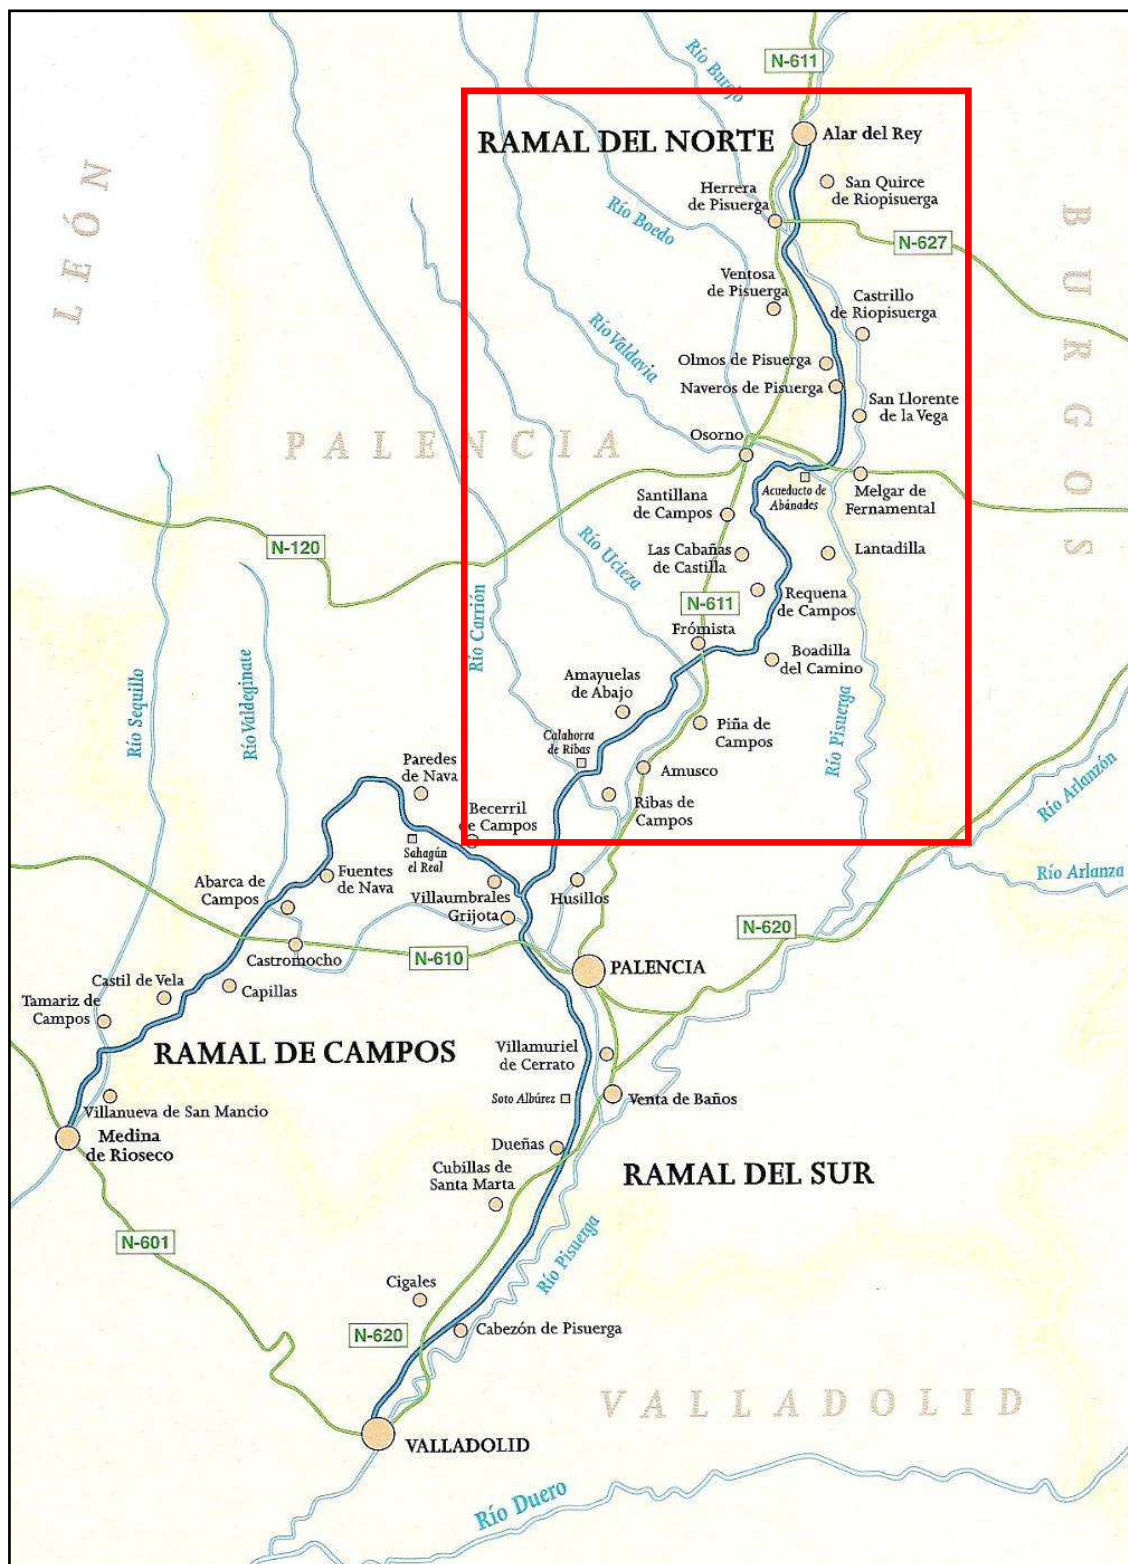 N-611
Río Burejo
RAMAL DEL NORTE
Alar del Rey
LEÓN
Herrera
de Pisuerga
San Quirce
de Riopisuerga
Río Boedo
N-627
BURGOS
Ventosa
de Pisuerga
Castrillo
de Riopisuerga
Río Valdavia
Olmos de Pisuerga
Naveros de Pisuerga
San Llorente
de la Vega
PALENCIA
Osorno
Acueducto de
Abánades
Melgar de
Fernamental
Santillana
de Campos
N-120
Río Ucieza
Las Cabañas
de Castilla
Lantadilla
Río Carrión
N-611
Requena
de Campos
Frómista
Boadilla
del Camino
Río Sequillo
Río Valdeginate
Amayuelas
de Abajo
Río Pisuerga
Piña de
Campos
Calahorra
de Ribas
Paredes
de Nava
Amusco
Río Arlanzón
Becerril
de Campos
Ribas de
Campos
Sahagún
el Real
Fuentes
de Nava
Río Arlanza
Abarca de
Campos
Villaumbrales
Husillos
Grijota
N-620
Castromocho
N-610
PALENCIA
Castil de Vela
Capillas
Tamariz de
Campos
RAMAL DE CAMPOS
Villamuriel
de Cerrato
Soto Albúrez
Venta de Baños
Villanueva de San Mancio
Medina
de Rioseco
Dueñas
Cubillas de
Santa Marta
RAMAL DEL SUR
N-601
Río Pisuerga
Cigales
N-620
Cabezón de Pisuerga
VALLADOLID
VALLADOLID
Río Duero